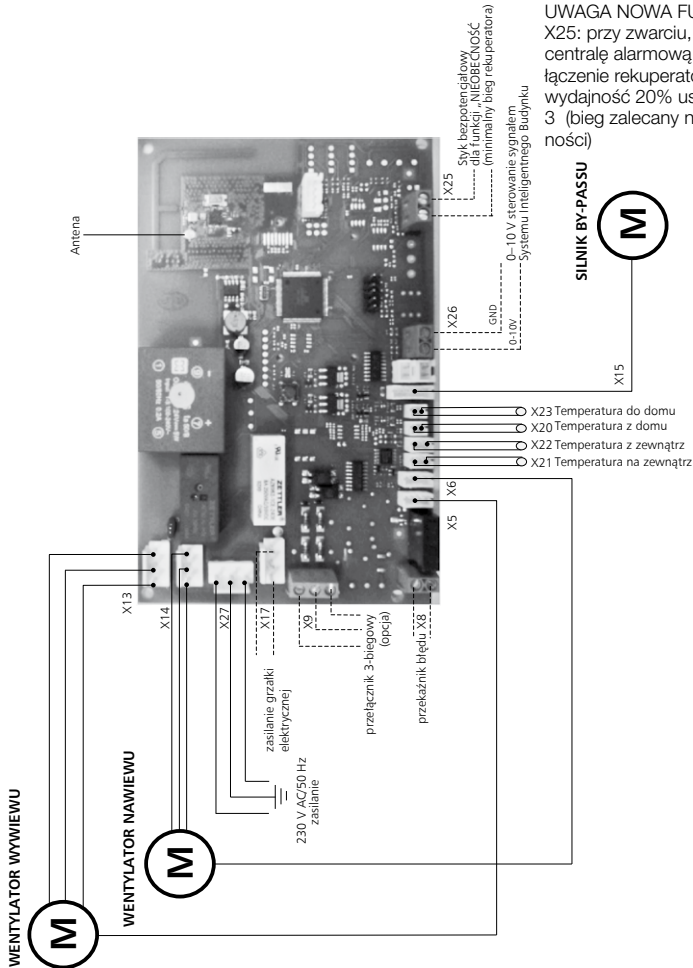 UWAGA NOWA FU
X25: przy zwarciu,
centralę alarmową
łączenie rekuperato
wydajność 20% us
3 (bieg zalecany n
ności)
Antena
Styk bezpotencjałowy
dla funkcji „NIEOBECNOŚĆ
(minimalny bieg rekuperatora)
X25
0–10 V sterowanie sygnałem
Systemu Inteligentnego Budynku
GND
0-10V
X26
SILNIK BY-PASSU
M
X15
X23 Temperatura do domu
X20 Temperatura z domu
X22 Temperatura z zewnątrz
X21 Temperatura na zewnątrz
X6
X5
X13
X14
X27
X17
X9
przekaźnik błędu X8
przełącznik 3-biegowy
(opcja)
zasilanie grzałki
elektrycznej
230 V AC/50 Hz
zasilanie
WENTYLATOR NAWIEWU
M
WENTYLATOR WYWIEWU
M
ZETTLER